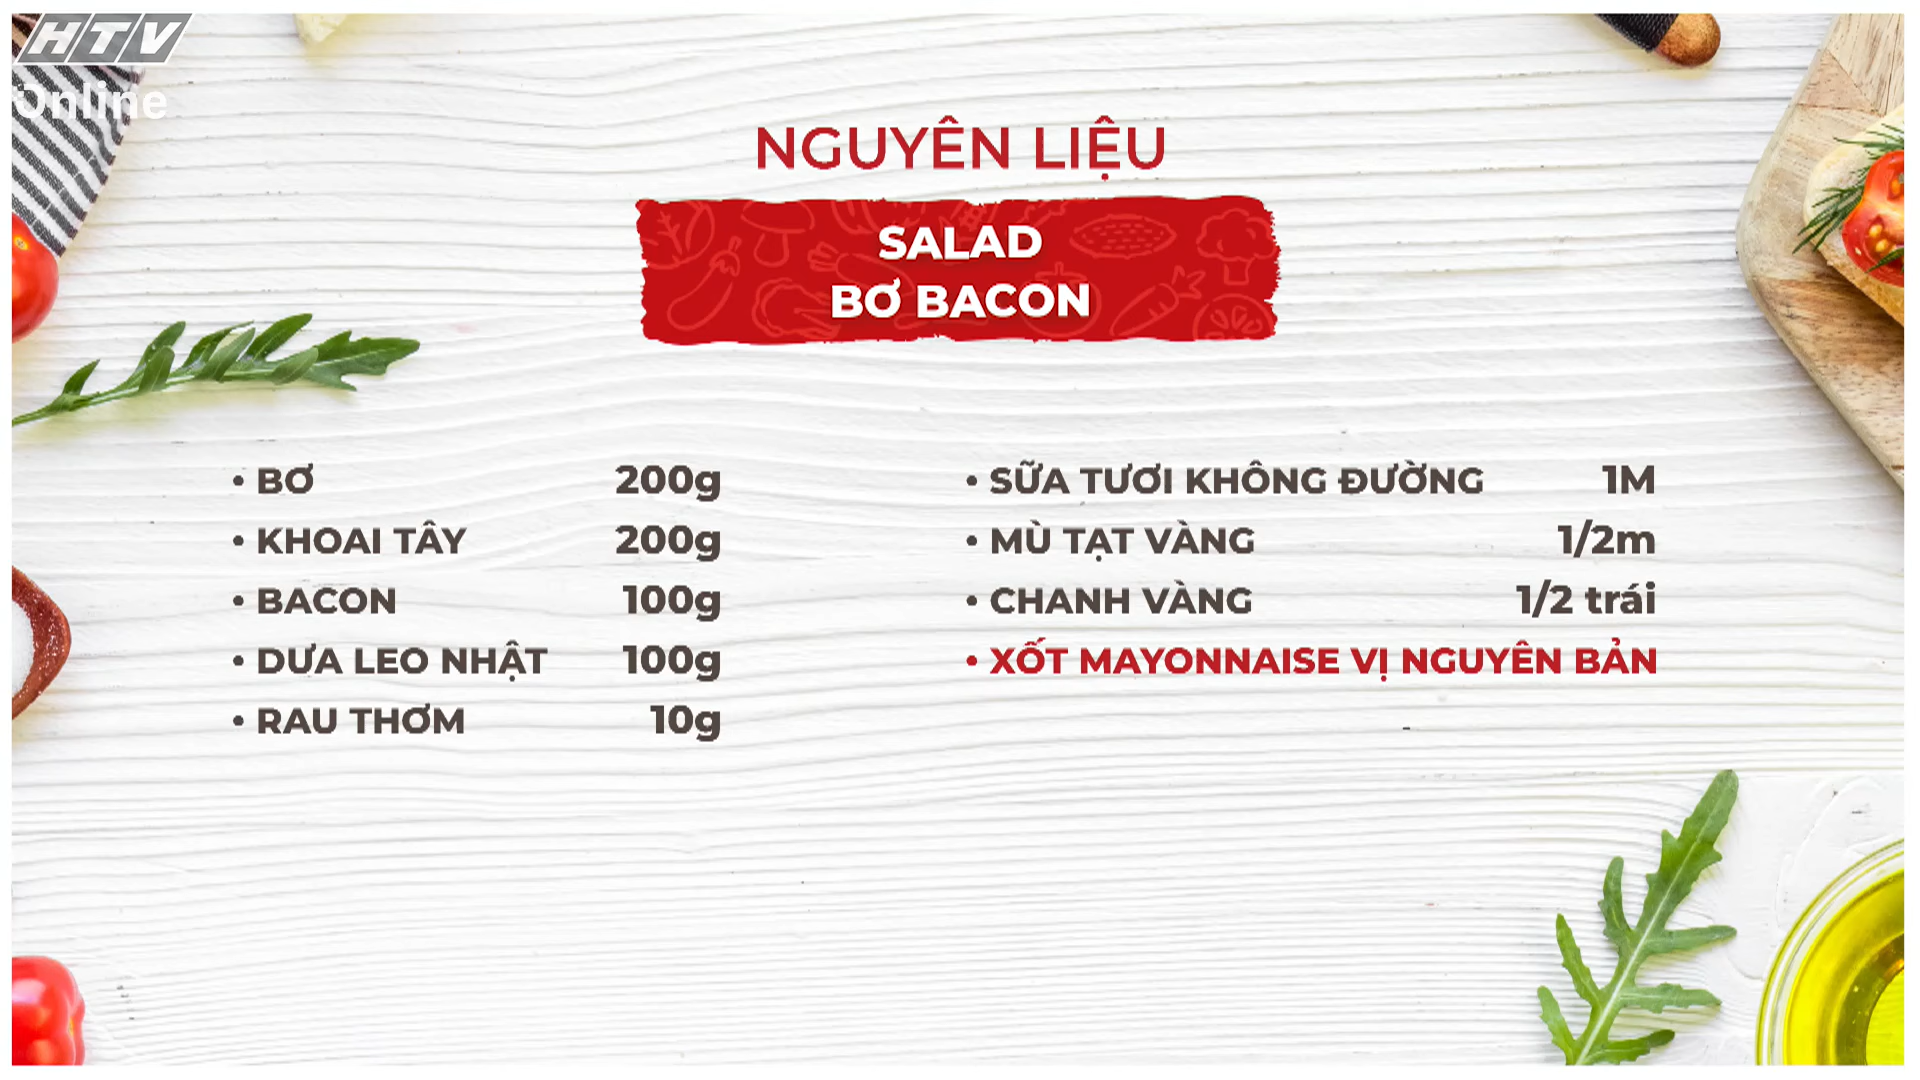 HTV
Online
NGUYÊN LIỆU
SALAD
BƠ BACON
• BƠ 200g
• KHOAI TÂY 200g
• BACON 100g
• DƯA LEO NHẬT 100g
• RAU THƠM 10g
• SỮA TƯƠI KHÔNG ĐƯỜNG 1M
• MÙ TẠT VÀNG 1/2m
• CHANH VÀNG 1/2 trái
• XỐT MAYONNAISE VỊ NGUYÊN BẢN